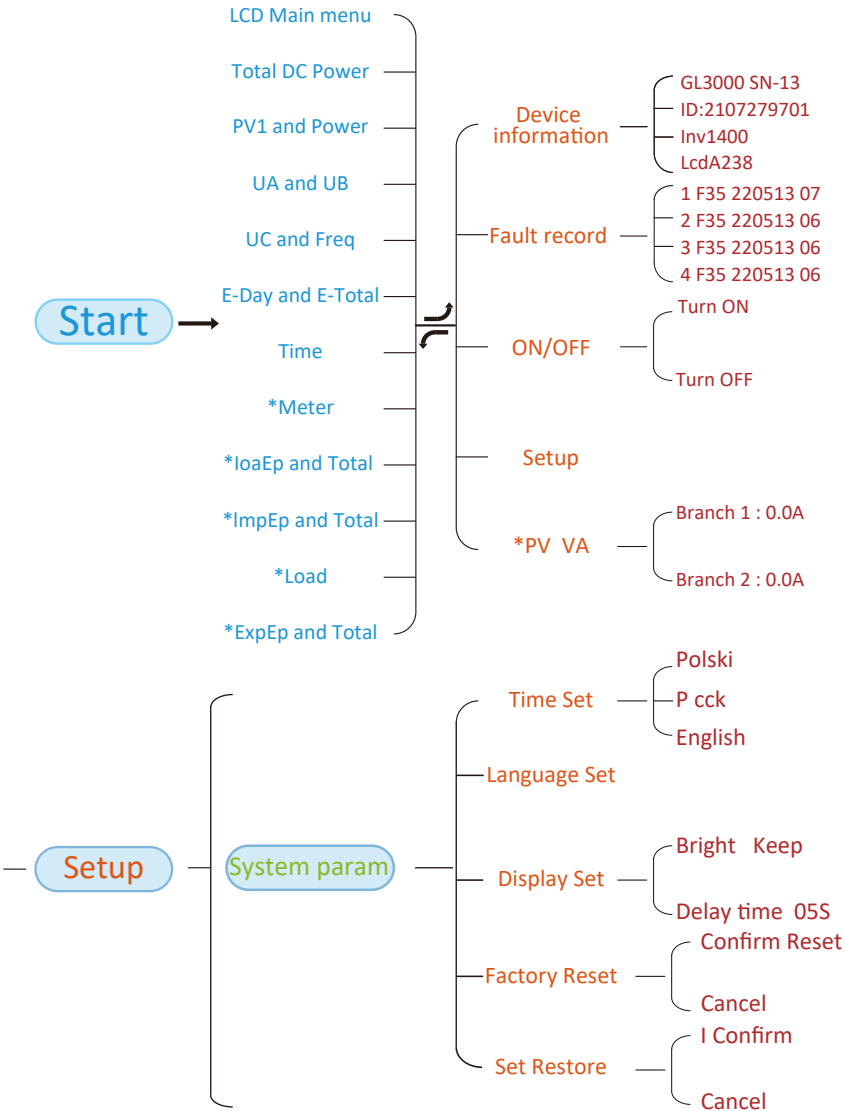 LCD Main menu
Total DC Power
PV1 and Power
UA and UB
UC and Freq
E-Day and E-Total
Start
Time
*Meter
*IoaEp and Total
*ImpEp and Total
*Load
*ExpEp and Total
Device
information
GL3000 SN-13
ID:2107279701
Inv1400
LcdA238
Fault record
1 F35 220513 07
2 F35 220513 06
3 F35 220513 06
4 F35 220513 06
ON/OFF
Turn ON
Turn OFF
Setup
*PV VA
Branch 1 : 0.0A
Branch 2 : 0.0A
Setup
System param
Time Set
Polski
P cck
English
Language Set
Display Set
Bright Keep
Delay time 05S
Factory Reset
Confirm Reset
Cancel
Set Restore
I Confirm
Cancel